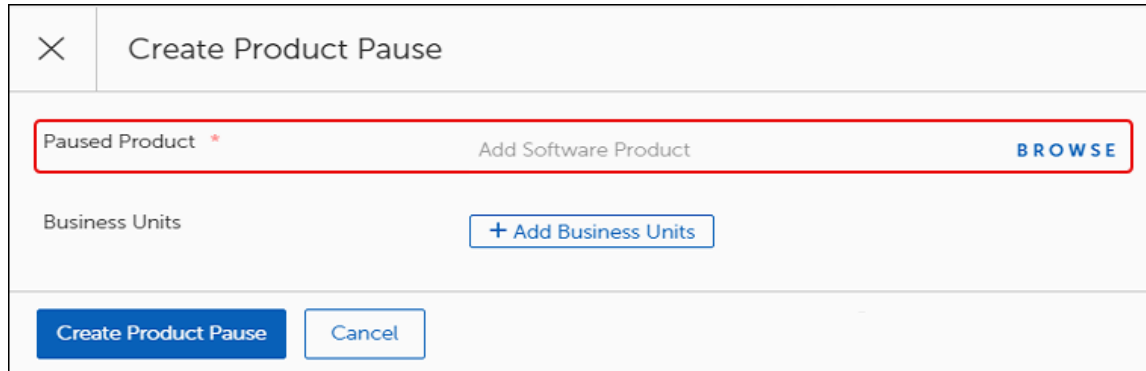 Create Product Pause
Paused Product * Add Software Product BROWSE
Business Units + Add Business Units
Create Product Pause Cancel